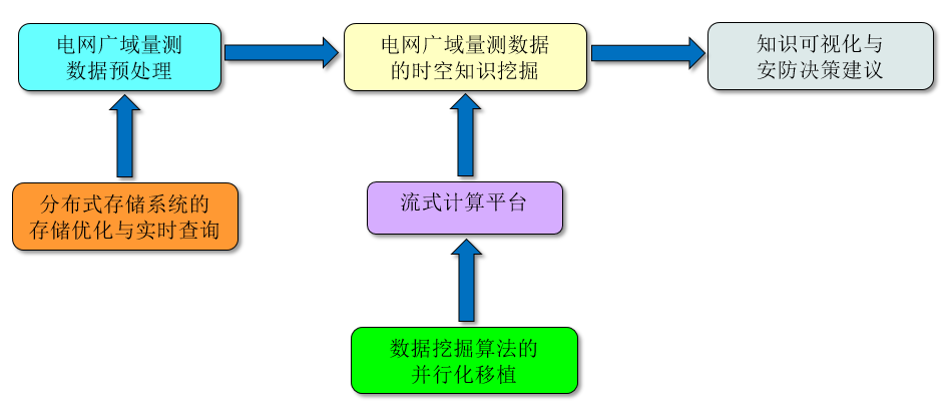 电网广域量测
数据预处理
电网广域量测数据
的时空知识挖掘
知识可视化与
安防决策建议
分布式存储系统的
存储优化与实时查询
流式计算平台
数据挖掘算法的
并行化移植